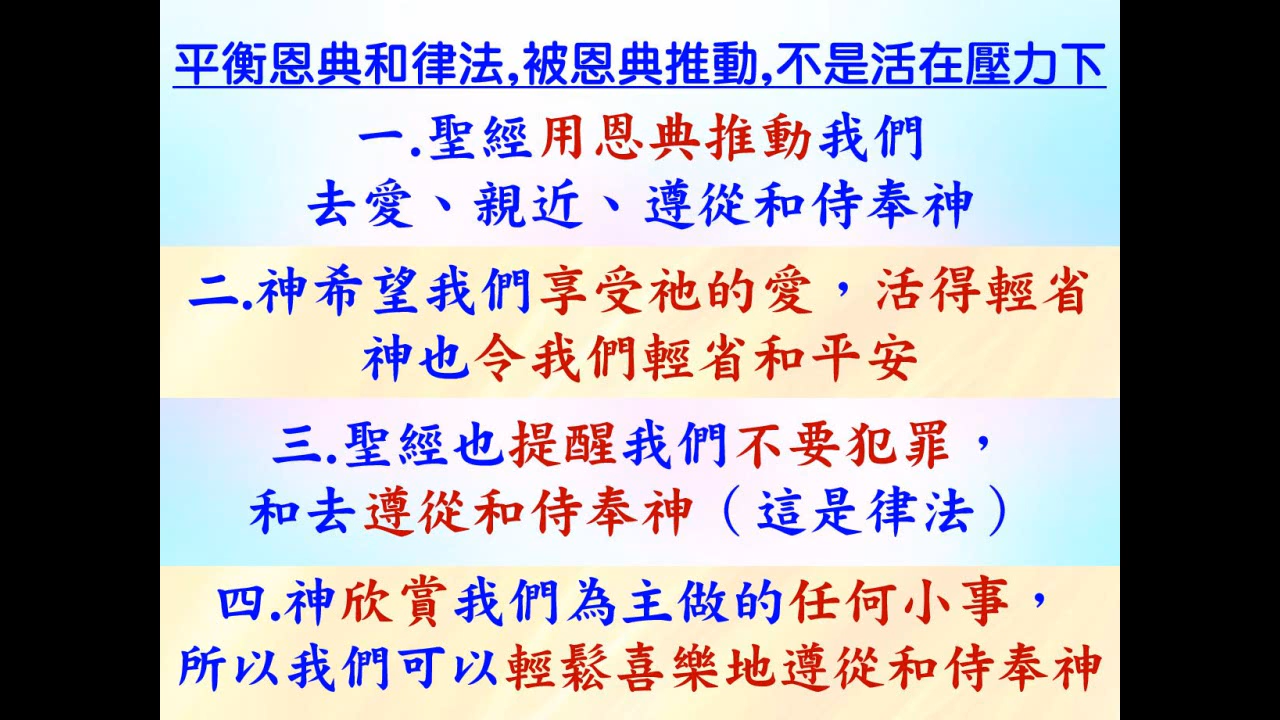 平衡恩典和律法,被恩典推動,不是活在壓力下
一.聖經用恩典推動我們
去愛、親近、遵從和侍奉神
二.神希望我們享受祂的愛，活得輕省
神也令我們輕省和平安
三.聖經也提醒我們不要犯罪，
和去遵從和侍奉神（這是律法）
四.神欣賞我們為主做的任何小事，
所以我們可以輕鬆喜樂地遵從和侍奉神